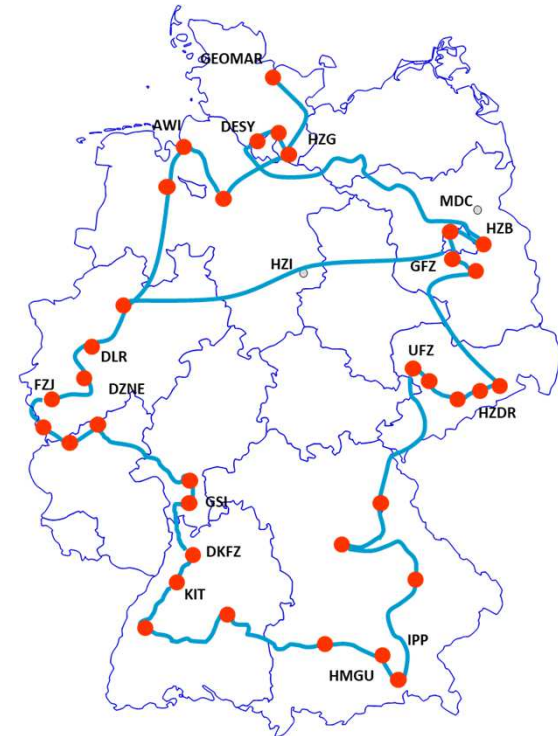 GEOMAR
AWI
DESY
HZG
MDC
HZB
HZI
GFZ
DLR
UFZ
FZJ
DZNE
HZDR
GSI
DKFZ
KIT
IPP
HMGU